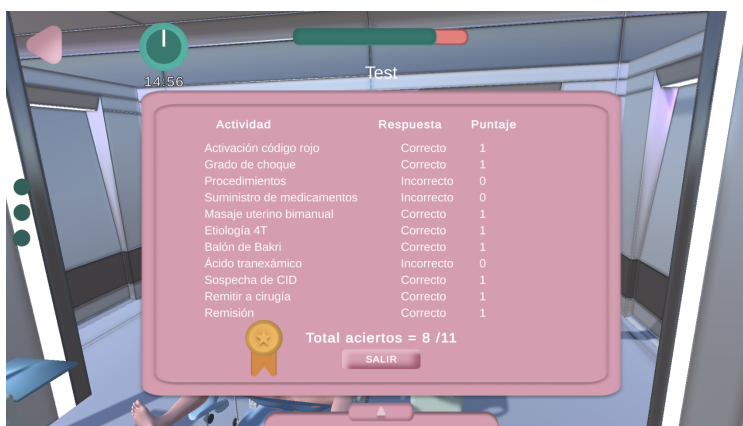 14:56
Test
Actividad Respuesta Puntaje
Activación código rojo Correcto 1
Grado de choque Correcto 1
Procedimientos Incorrecto 0
Suministro de medicamentos Incorrecto 0
Masaje uterino bimanual Correcto 1
Etiología 4T Correcto 1
Balón de Bakri Correcto 1
Ácido tranexámico Incorrecto 0
Sospecha de CID Correcto 1
Remitir a cirugía Correcto 1
Remisión Correcto 1
Total aciertos = 8 /11
SALIR